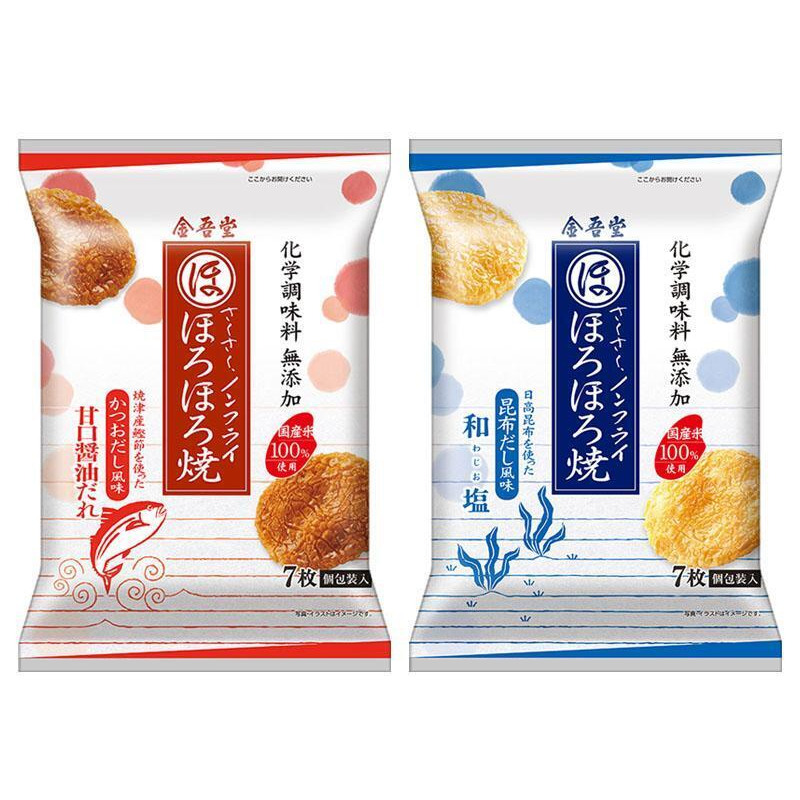 ここからお開けください
金吾堂
化学調味料 無添加
ほ
さくさく、ノンフライ
ほろほろ焼
焼津産鰹節を使った
かつおだし風味
甘口醤油だれ
国産米
100%
使用
7枚 個包装入
写真・イラストはイメージです。
ここからお開けください
金吾堂
化学調味料 無添加
ほ
さくさく、ノンフライ
ほろほろ焼
日高昆布を使った
昆布だし風味
和塩
わじお
国産米
100%
使用
7枚 個包装入
写真・イラストはイメージです。